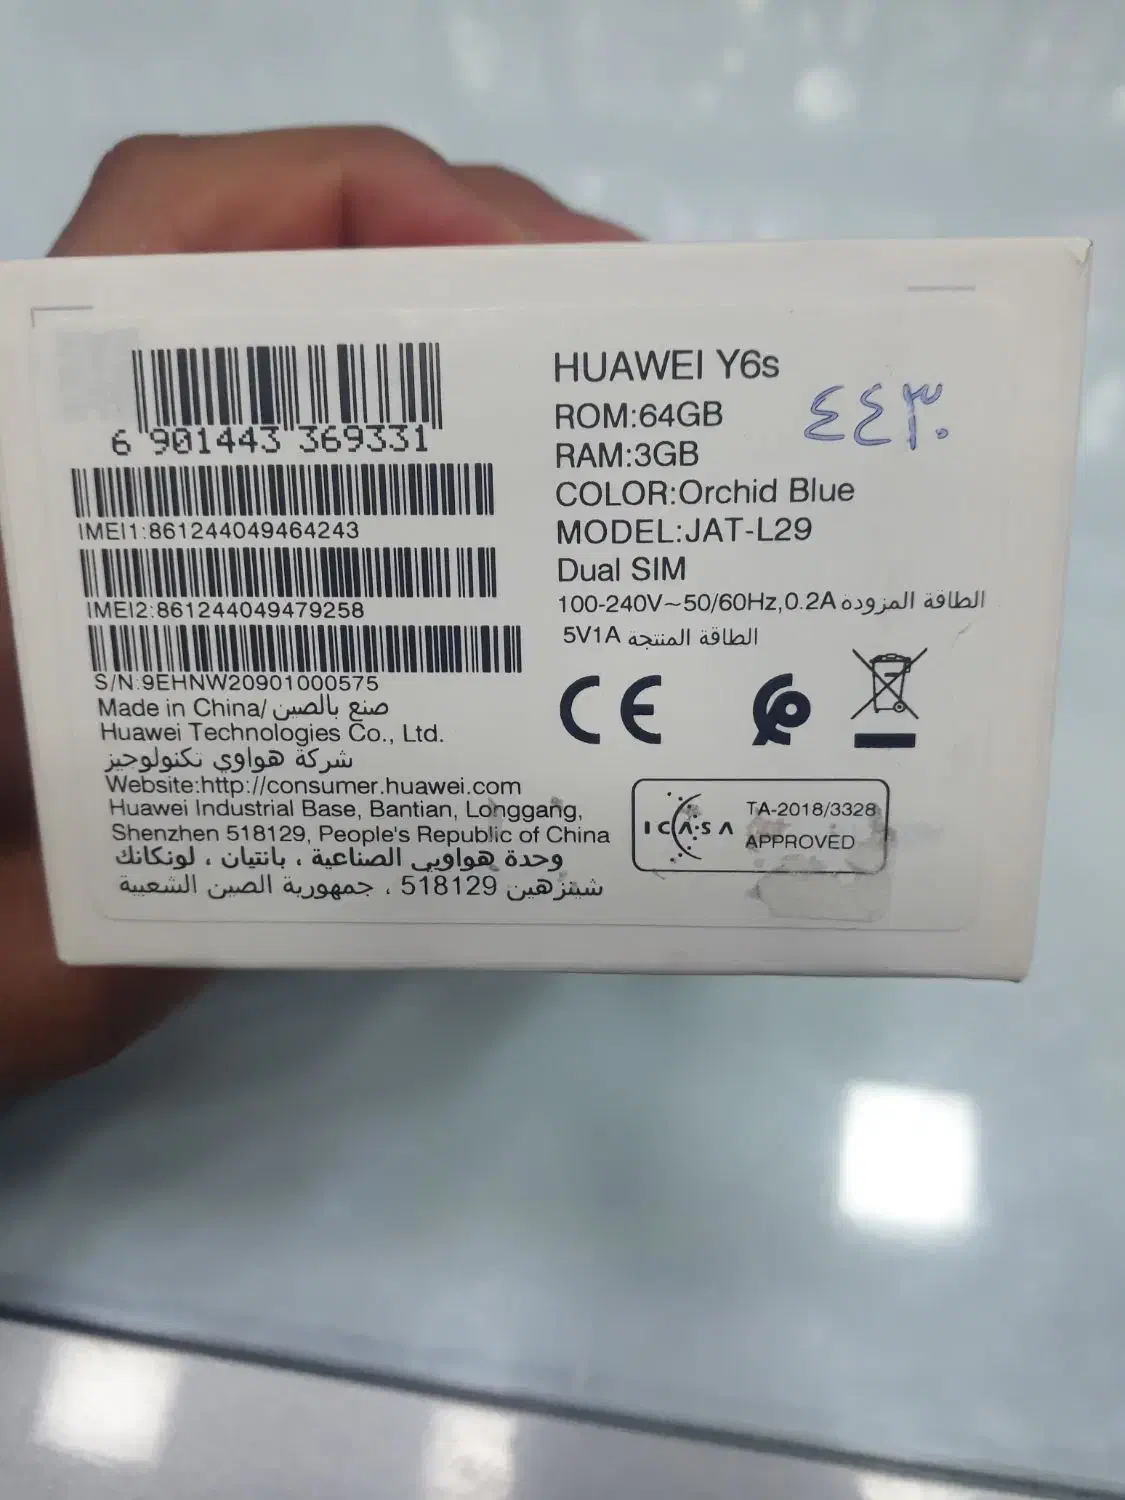 6 901443 369331
IMEI1:861244049464243
IMEI2:861244049479258
S/N:9EHNW20901000575
Made in China/ صنع بالصين
Huawei Technologies Co., Ltd.
شركة هواوي تكنولوجيز
Website:http://consumer.huawei.com
Huawei Industrial Base, Bantian, Longgang,
Shenzhen 518129, People's Republic of China
وحدة هواويي الصناعية ، بانتيان ، لونكانك
شينزهين 518129 ، جمهورية الصين الشعبية
HUAWEI Y6s
ROM:64GB
RAM:3GB
COLOR:Orchid Blue
MODEL:JAT-L29
Dual SIM
100-240V~50/60Hz,0.2A الطاقة المزوده
5V1A الطاقة المنتجة
٤٤٣٠
CE
ICASA
TA-2018/3328
APPROVED